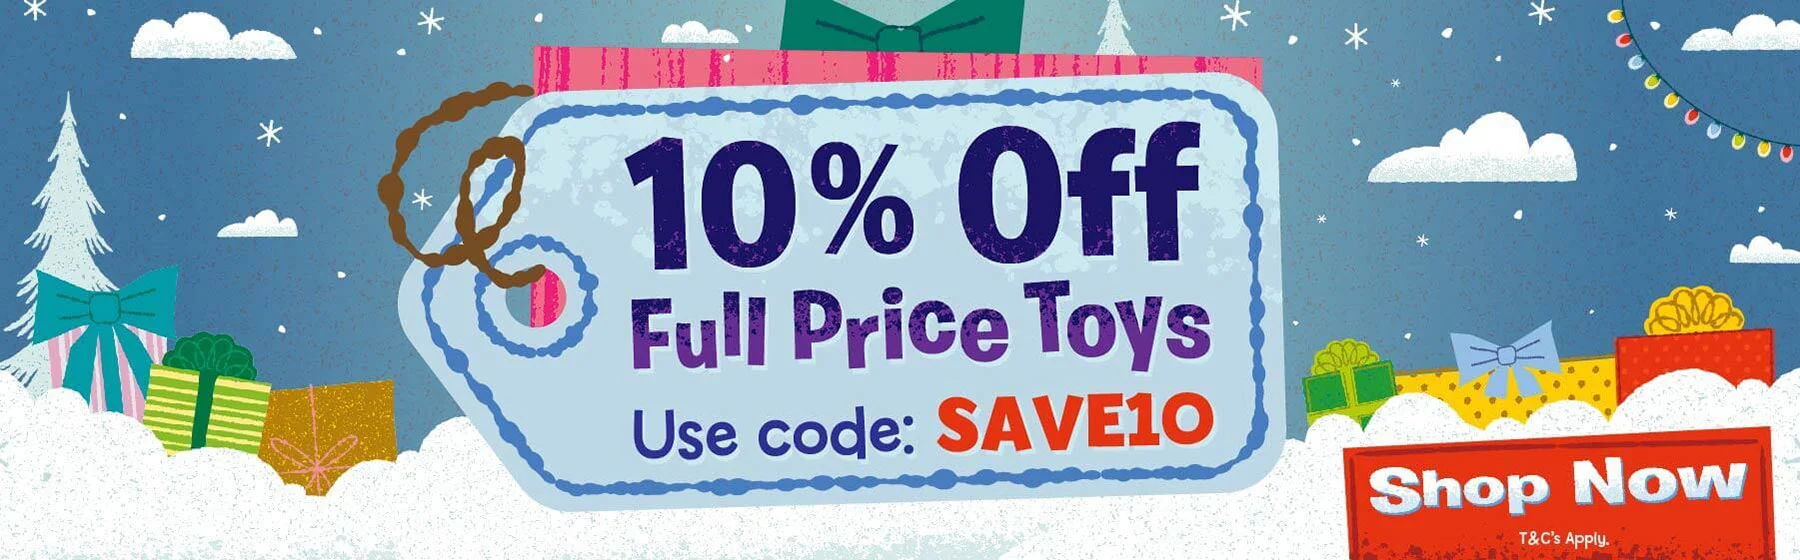 10% Off
Full Price Toys
Use code: SAVE10
Shop Now
T&C's Apply.